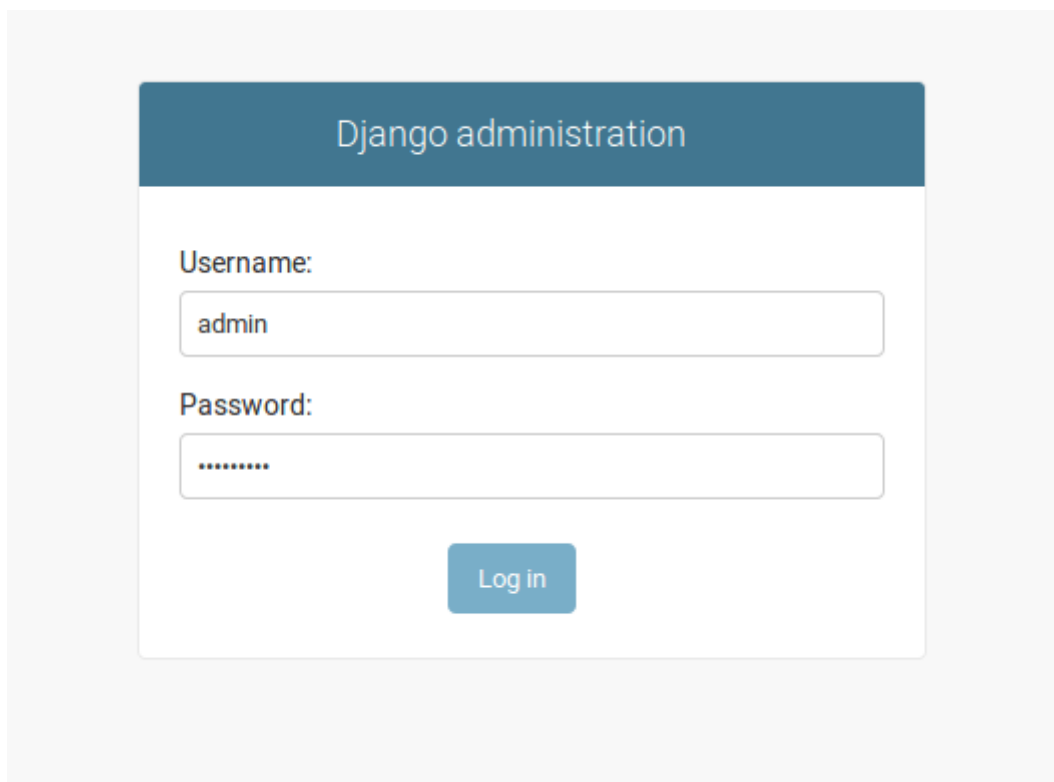 Django administration
Username:
admin
Password:
•••••••••
Log in